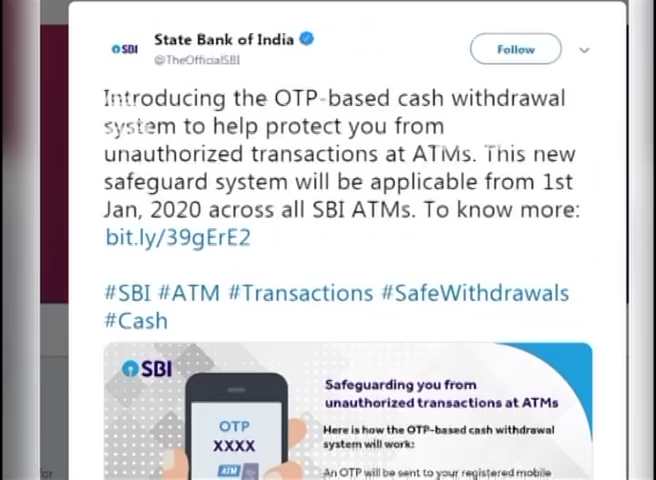 SBI
State Bank of India
@TheOfficialSBI
Follow
Introducing the OTP-based cash withdrawal
system to help protect you from
unauthorized transactions at ATMs. This new
safeguard system will be applicable from 1st
Jan, 2020 across all SBI ATMs. To know more:
bit.ly/39gErE2
#SBI #ATM #Transactions #SafeWithdrawals
#Cash
SBI
OTP
XXXX
ATM
Safeguarding you from
unauthorized transactions at ATMs
Here is how the OTP-based cash withdrawal
system will work:
An OTP will be sent to your registered mobile